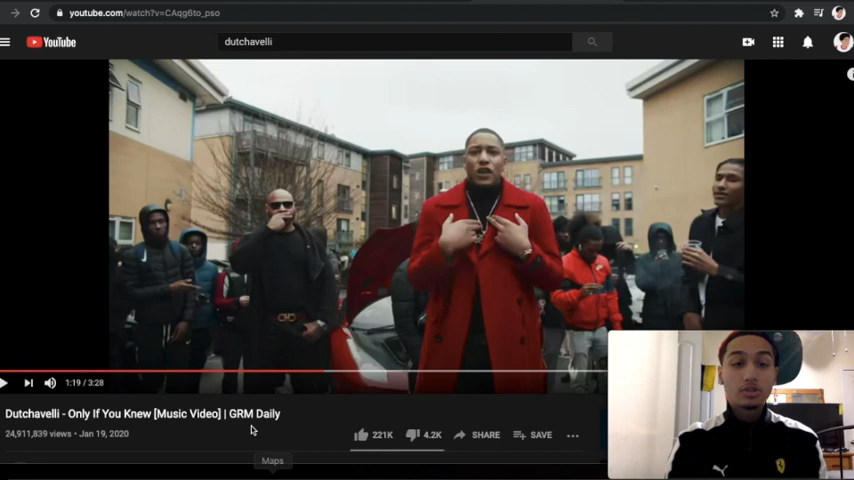 youtube.com/watch?v=CAqg6to_pso
YouTube
dutchavelli
1:19 / 3:28
Dutchavelli - Only If You Knew [Music Video] | GRM Daily
24,911,839 views • Jan 19, 2020
221K
4.2K
SHARE
SAVE
Maps